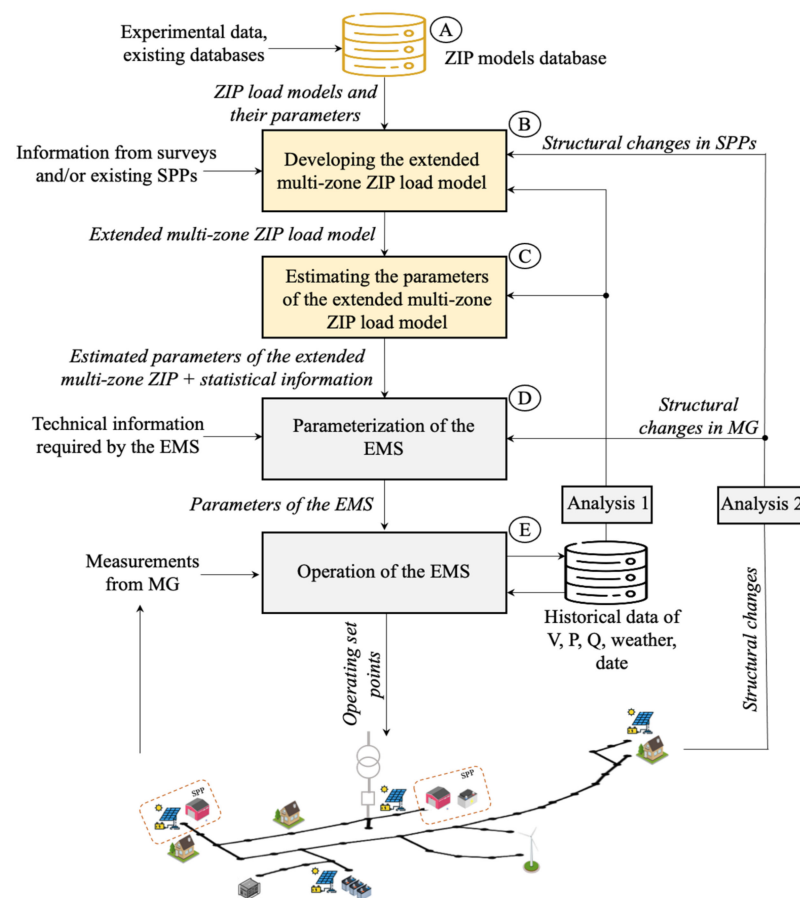 Experimental data,
existing databases
A
ZIP models database
ZIP load models and
their parameters
B
Structural changes in SPPs
Information from surveys
and/or existing SPPs
Developing the extended
multi-zone ZIP load model
Extended multi-zone ZIP load model
C
Estimating the parameters
of the extended multi-zone
ZIP load model
Estimated parameters of the extended
multi-zone ZIP + statistical information
D
Technical information
required by the EMS
Parameterization of the
EMS
Structural
changes in MG
Parameters of the EMS
Analysis 1
Analysis 2
E
Measurements
from MG
Operation of the EMS
Historical data of
V, P, Q, weather,
date
Structural changes
Operating set
points
SPP
SPP